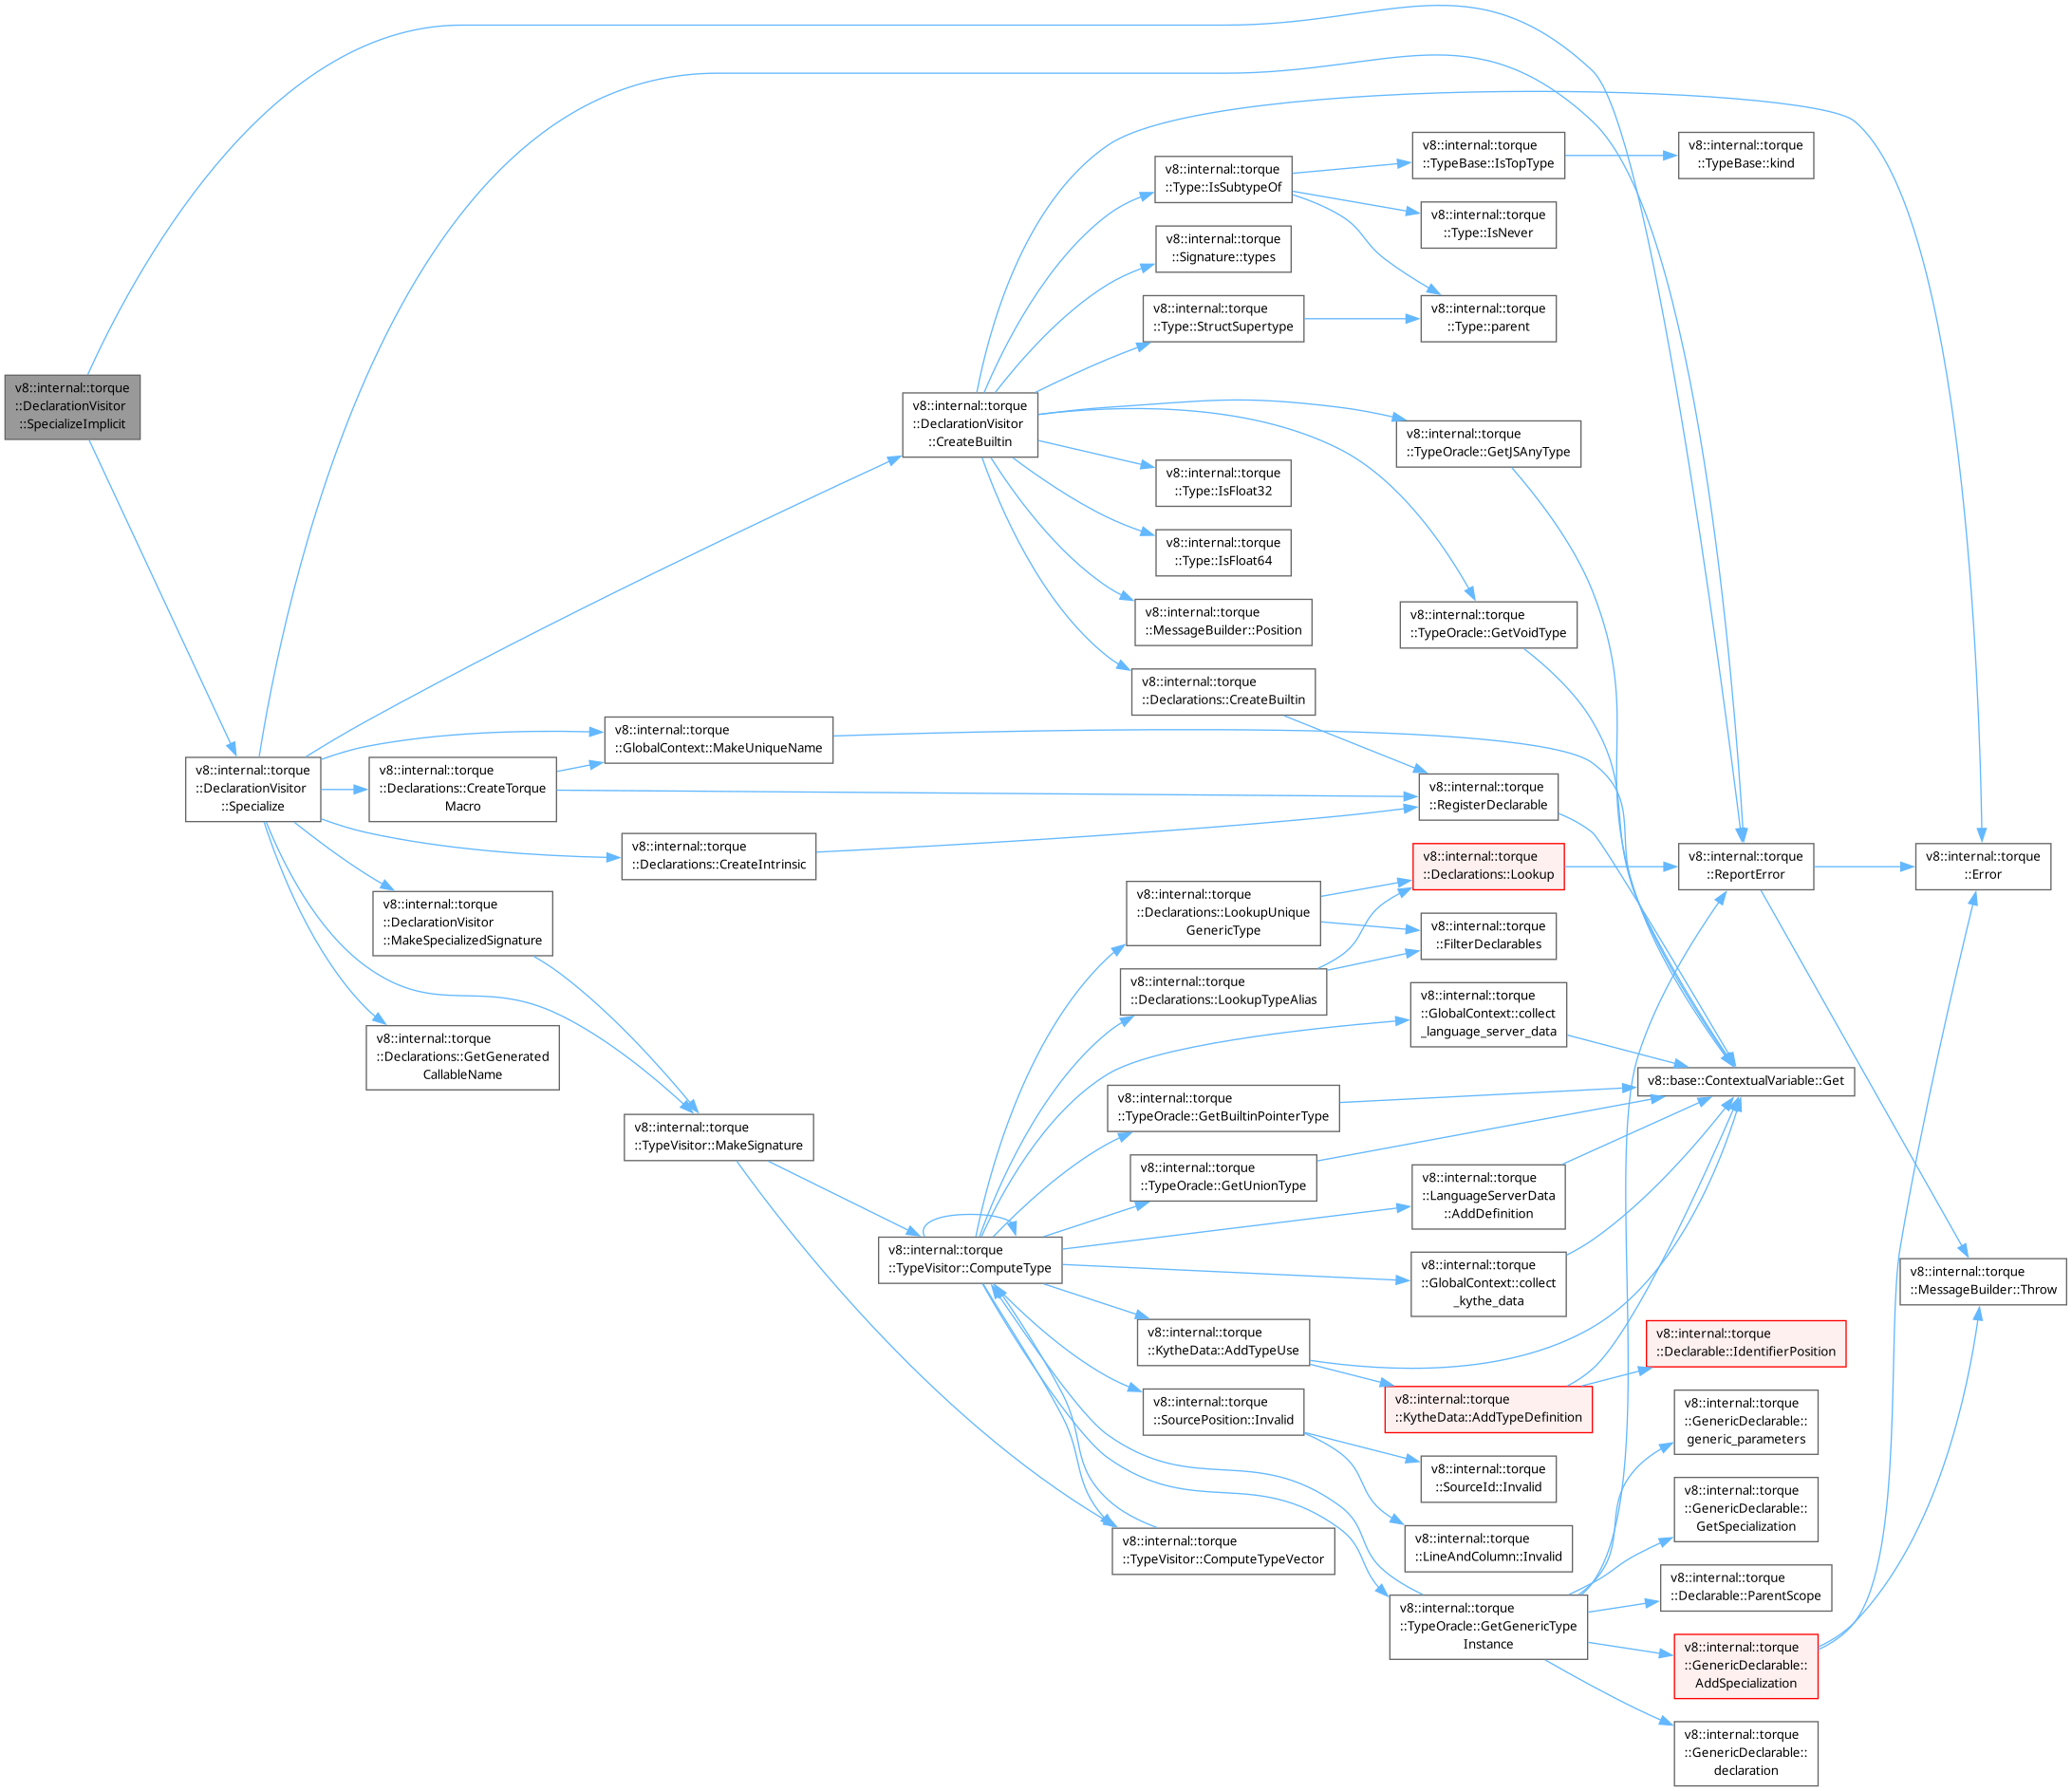 v8::internal::torque
::DeclarationVisitor
::SpecializeImplicit
v8::internal::torque
::DeclarationVisitor
::Specialize
v8::internal::torque
::Declarations::CreateTorque
Macro
v8::internal::torque
::DeclarationVisitor
::MakeSpecializedSignature
v8::internal::torque
::Declarations::GetGenerated
CallableName
v8::internal::torque
::GlobalContext::MakeUniqueName
v8::internal::torque
::Declarations::CreateIntrinsic
v8::internal::torque
::TypeVisitor::MakeSignature
v8::internal::torque
::DeclarationVisitor
::CreateBuiltin
v8::internal::torque
::TypeVisitor::ComputeType
v8::internal::torque
::Type::IsSubtypeOf
v8::internal::torque
::Signature::types
v8::internal::torque
::Type::StructSupertype
v8::internal::torque
::Type::IsFloat32
v8::internal::torque
::Type::IsFloat64
v8::internal::torque
::MessageBuilder::Position
v8::internal::torque
::Declarations::CreateBuiltin
v8::internal::torque
::Declarations::LookupUnique
GenericType
v8::internal::torque
::Declarations::LookupTypeAlias
v8::internal::torque
::TypeOracle::GetBuiltinPointerType
v8::internal::torque
::TypeOracle::GetUnionType
v8::internal::torque
::KytheData::AddTypeUse
v8::internal::torque
::SourcePosition::Invalid
v8::internal::torque
::TypeVisitor::ComputeTypeVector
v8::internal::torque
::TypeBase::IsTopType
v8::internal::torque
::Type::IsNever
v8::internal::torque
::Type::parent
v8::internal::torque
::TypeOracle::GetJSAnyType
v8::internal::torque
::TypeOracle::GetVoidType
v8::internal::torque
::RegisterDeclarable
v8::internal::torque
::Declarations::Lookup
v8::internal::torque
::FilterDeclarables
v8::internal::torque
::GlobalContext::collect
_language_server_data
v8::internal::torque
::LanguageServerData
::AddDefinition
v8::internal::torque
::GlobalContext::collect
_kythe_data
v8::internal::torque
::KytheData::AddTypeDefinition
v8::internal::torque
::SourceId::Invalid
v8::internal::torque
::LineAndColumn::Invalid
v8::internal::torque
::TypeOracle::GetGenericType
Instance
v8::internal::torque
::TypeBase::kind
v8::internal::torque
::ReportError
v8::base::ContextualVariable::Get
v8::internal::torque
::Declarable::IdentifierPosition
v8::internal::torque
::GenericDeclarable::
generic_parameters
v8::internal::torque
::GenericDeclarable::
GetSpecialization
v8::internal::torque
::Declarable::ParentScope
v8::internal::torque
::GenericDeclarable::
AddSpecialization
v8::internal::torque
::GenericDeclarable::
declaration
v8::internal::torque
::Error
v8::internal::torque
::MessageBuilder::Throw